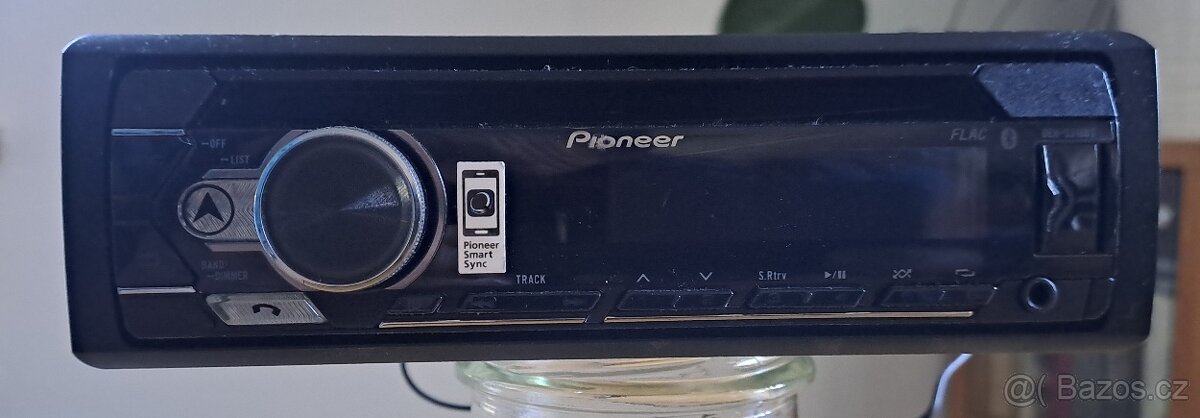 Pioneer
FLAC
OFF
LIST
Pioneer
Smart
Sync
BAND
DIMMER
TRACK
S.Rtrv
@( Bazos.cz